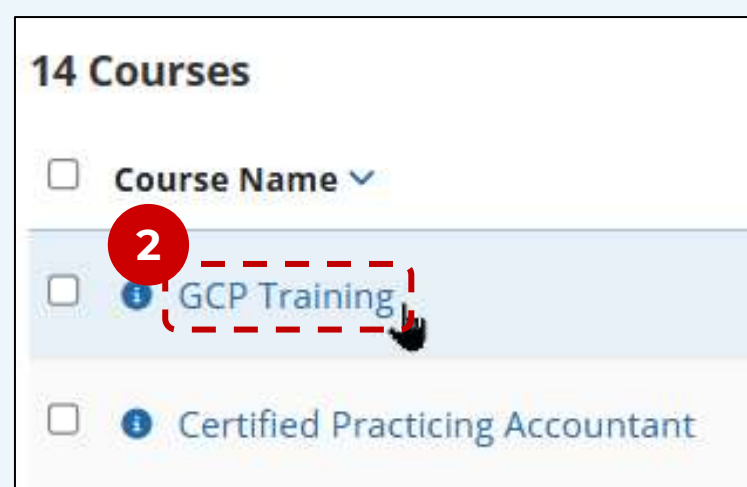 14 Courses
Course Name
2
GCP Training
Certified Practicing Accountant